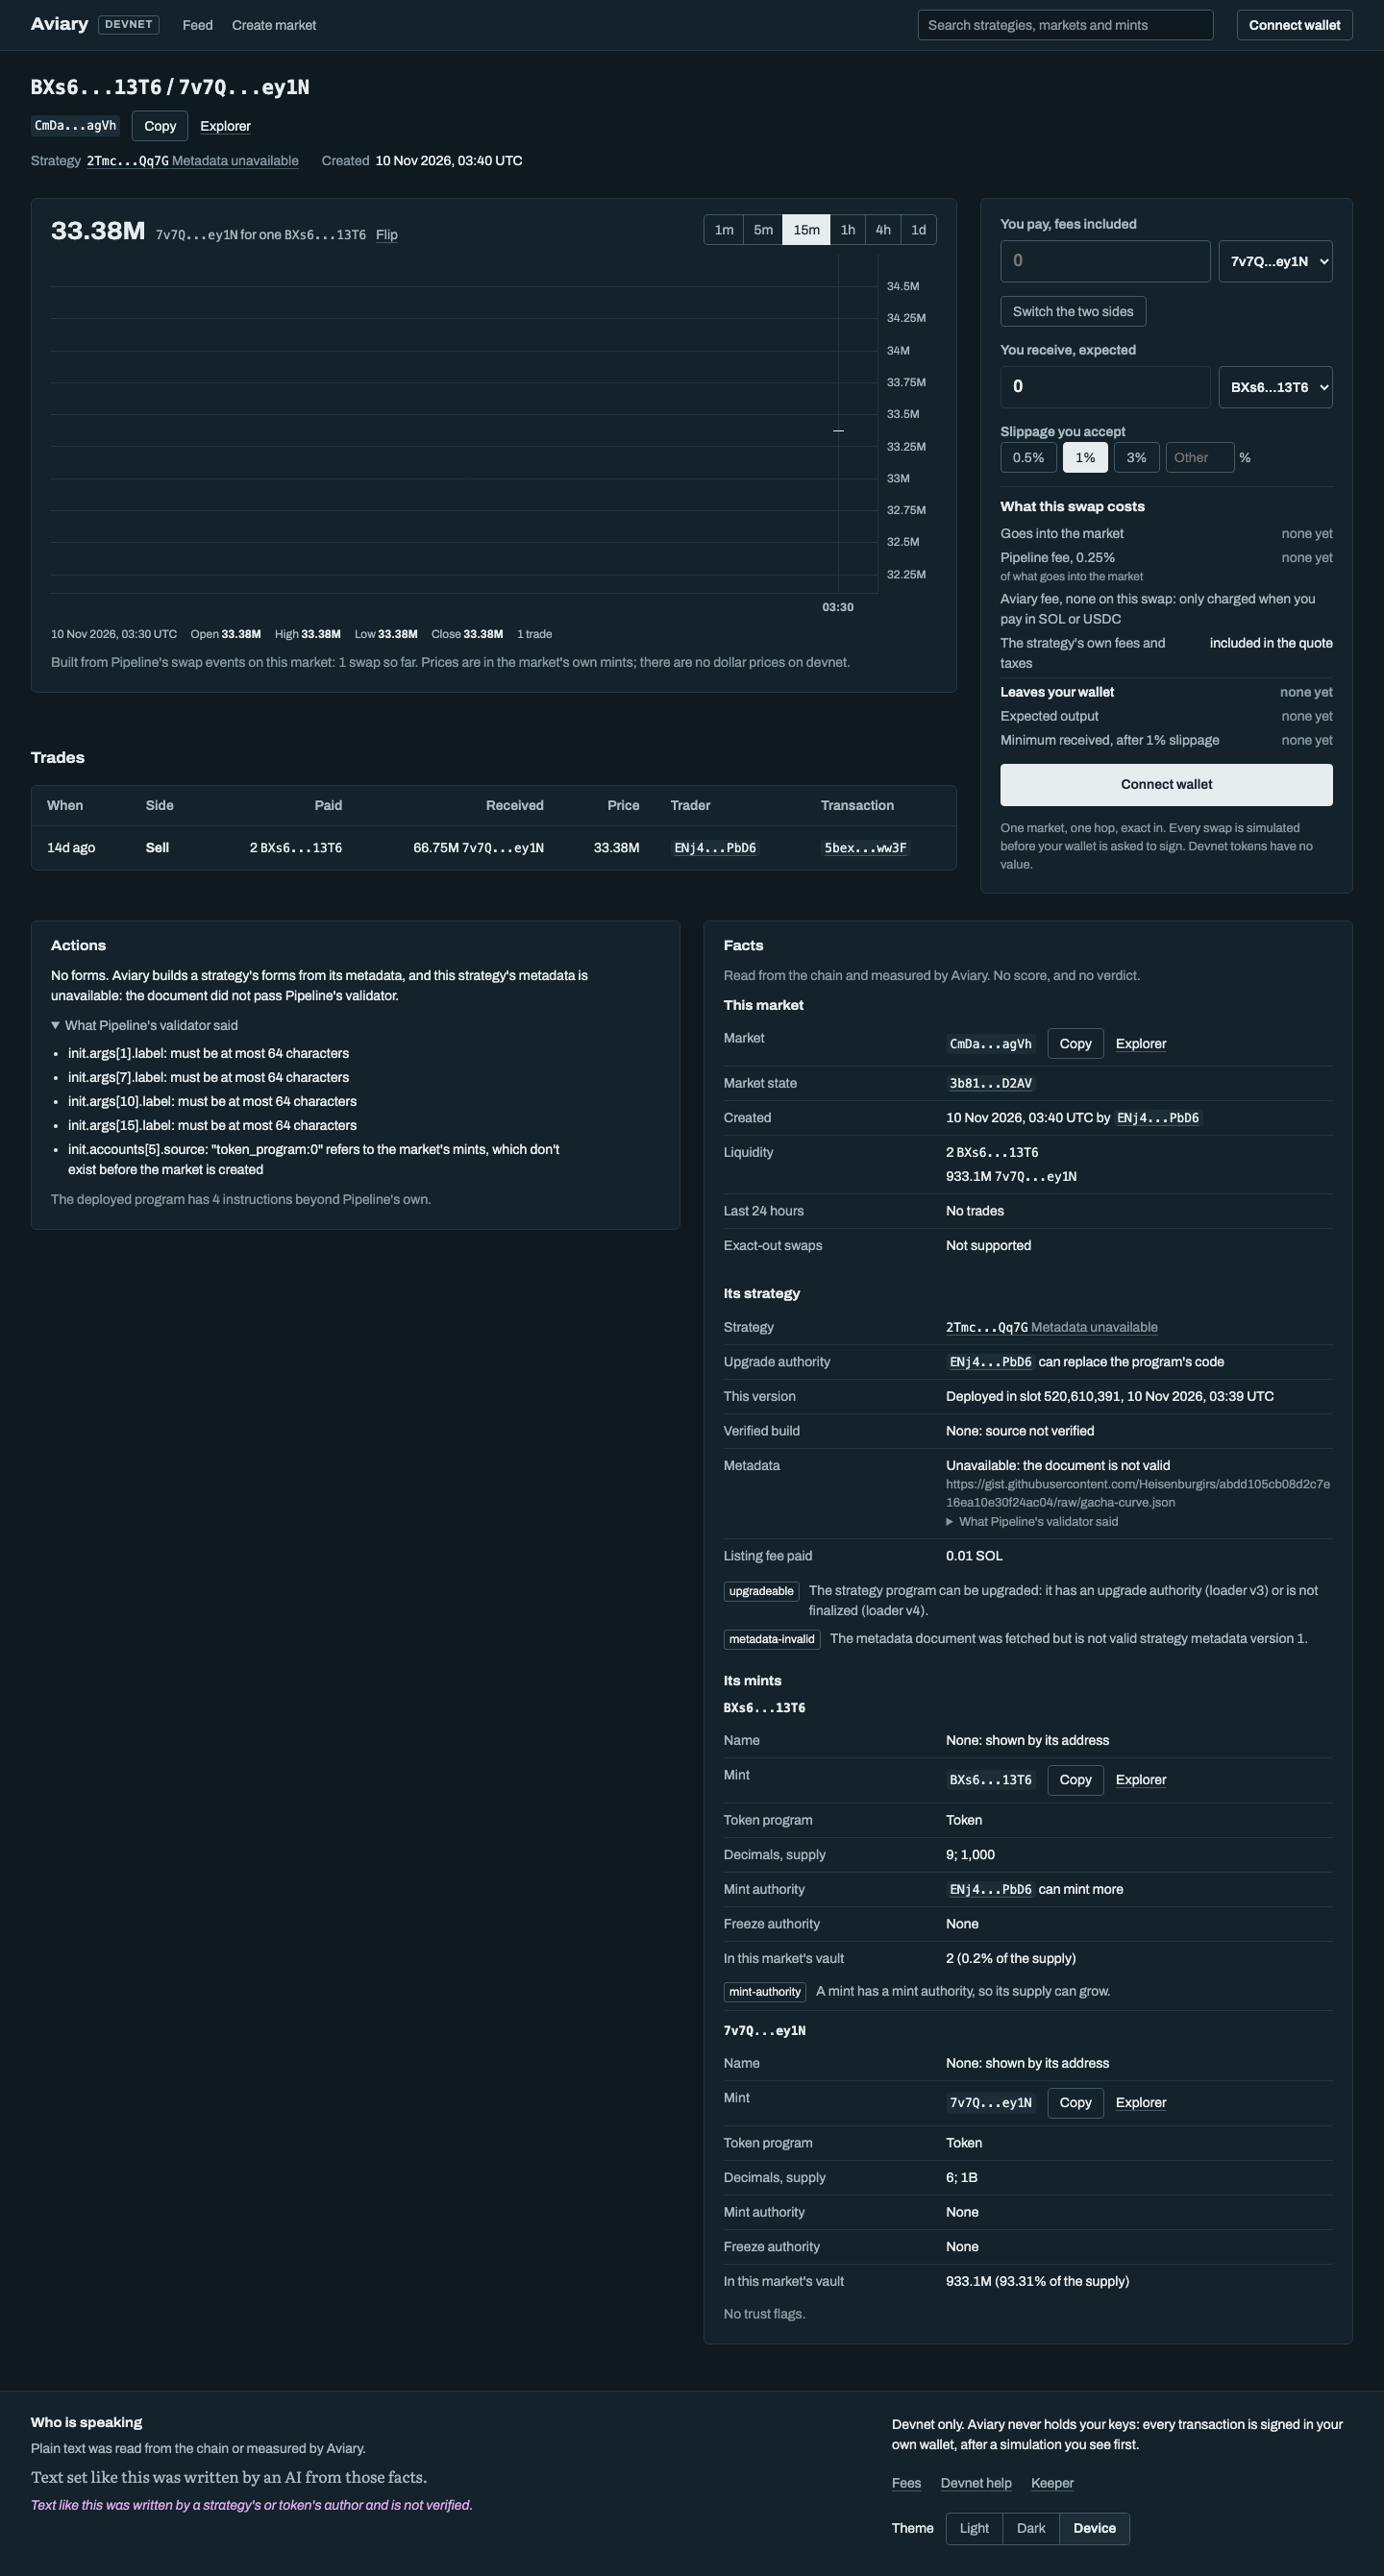 Aviary DEVNET Feed Create market Search strategies, markets and mints Connect wallet
BXs6...13T6 / 7v7Q...ey1N
CmDa...agVh Copy Explorer
Strategy 2Tmc...Qq7G Metadata unavailable Created 10 Nov 2026, 03:40 UTC
33.38M 7v7Q...ey1N for one BXs6...13T6 Flip 1m 5m 15m 1h 4h 1d
34.5M
34.25M
34M
33.75M
33.5M
33.25M
33M
32.75M
32.5M
32.25M
03:30
10 Nov 2026, 03:30 UTC Open 33.38M High 33.38M Low 33.38M Close 33.38M 1 trade
Built from Pipeline's swap events on this market: 1 swap so far. Prices are in the market's own mints; there are no dollar prices on devnet.
You pay, fees included
0 7v7Q...ey1N
Switch the two sides
You receive, expected
0 BXs6...13T6
Slippage you accept
0.5% 1% 3% Other %
What this swap costs
Goes into the market none yet
Pipeline fee, 0.25% none yet
of what goes into the market
Aviary fee, none on this swap: only charged when you
pay in SOL or USDC
The strategy's own fees and included in the quote
taxes
Leaves your wallet none yet
Expected output none yet
Minimum received, after 1% slippage none yet
Connect wallet
One market, one hop, exact in. Every swap is simulated
before your wallet is asked to sign. Devnet tokens have no
value.
Trades
When Side Paid Received Price Trader Transaction
14d ago Sell 2 BXs6...13T6 66.75M 7v7Q...ey1N 33.38M ENj4...PbD6 5bex...ww3F
Actions
No forms. Aviary builds a strategy's forms from its metadata, and this strategy's metadata is
unavailable: the document did not pass Pipeline's validator.
▼ What Pipeline's validator said
• init.args[1].label: must be at most 64 characters
• init.args[7].label: must be at most 64 characters
• init.args[10].label: must be at most 64 characters
• init.args[15].label: must be at most 64 characters
• init.accounts[5].source: "token_program:0" refers to the market's mints, which don't
exist before the market is created
The deployed program has 4 instructions beyond Pipeline's own.
Facts
Read from the chain and measured by Aviary. No score, and no verdict.
This market
Market CmDa...agVh Copy Explorer
Market state 3b81...D2AV
Created 10 Nov 2026, 03:40 UTC by ENj4...PbD6
Liquidity 2 BXs6...13T6
933.1M 7v7Q...ey1N
Last 24 hours No trades
Exact-out swaps Not supported
Its strategy
Strategy 2Tmc...Qq7G Metadata unavailable
Upgrade authority ENj4...PbD6 can replace the program's code
This version Deployed in slot 520,610,391, 10 Nov 2026, 03:39 UTC
Verified build None: source not verified
Metadata Unavailable: the document is not valid
https://gist.githubusercontent.com/Heisenburgirs/abdd105cb08d2c7e
16ea10e30f24ac04/raw/gacha-curve.json
▶ What Pipeline's validator said
Listing fee paid 0.01 SOL
upgradeable The strategy program can be upgraded: it has an upgrade authority (loader v3) or is not
finalized (loader v4).
metadata-invalid The metadata document was fetched but is not valid strategy metadata version 1.
Its mints
BXs6...13T6
Name None: shown by its address
Mint BXs6...13T6 Copy Explorer
Token program Token
Decimals, supply 9; 1,000
Mint authority ENj4...PbD6 can mint more
Freeze authority None
In this market's vault 2 (0.2% of the supply)
mint-authority A mint has a mint authority, so its supply can grow.
7v7Q...ey1N
Name None: shown by its address
Mint 7v7Q...ey1N Copy Explorer
Token program Token
Decimals, supply 6; 1B
Mint authority None
Freeze authority None
In this market's vault 933.1M (93.31% of the supply)
No trust flags.
Who is speaking
Plain text was read from the chain or measured by Aviary.
Text set like this was written by an AI from those facts.
Text like this was written by a strategy's or token's author and is not verified.
Devnet only. Aviary never holds your keys: every transaction is signed in your
own wallet, after a simulation you see first.
Fees Devnet help Keeper
Theme Light Dark Device